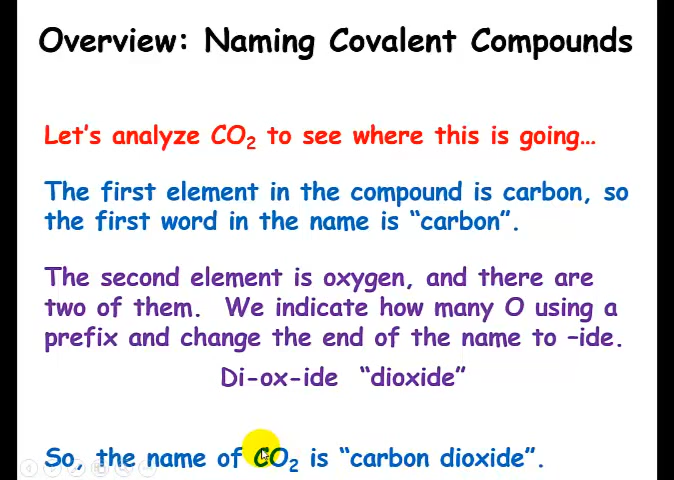 Overview: Naming Covalent Compounds
Let's analyze CO₂ to see where this is going…
The first element in the compound is carbon, so
the first word in the name is “carbon”.
The second element is oxygen, and there are
two of them.  We indicate how many O using a
prefix and change the end of the name to –ide.
Di-ox-ide  “dioxide”
So, the name of CO₂ is “carbon dioxide”.